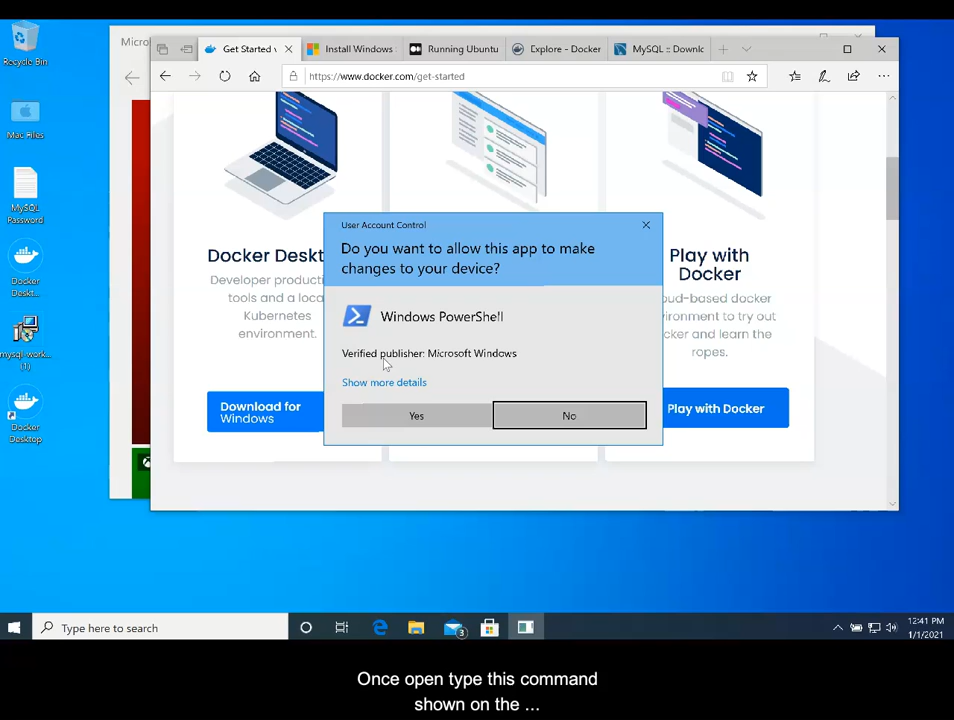 Recycle Bin
Mac Files
MySQL
Password
Docker
Deskt...
mysql-work...
(1)
Docker
Desktop
Micro
Get Started
Install Windows
Running Ubuntu
Explore - Docker
MySQL :: Downlo
https://www.docker.com/get-started
Docker Deskt
Developer producti
tools and a loca
Kubernetes
environment.
Download for
Windows
Play with
Docker
oud-based docker
nvironment to try out
cker and learn the
ropes.
Play with Docker
User Account Control
Do you want to allow this app to make
changes to your device?
Windows PowerShell
Verified publisher: Microsoft Windows
Show more details
Yes
No
Type here to search
3
12:41 PM
1/1/2021
Once open type this command
shown on the ...